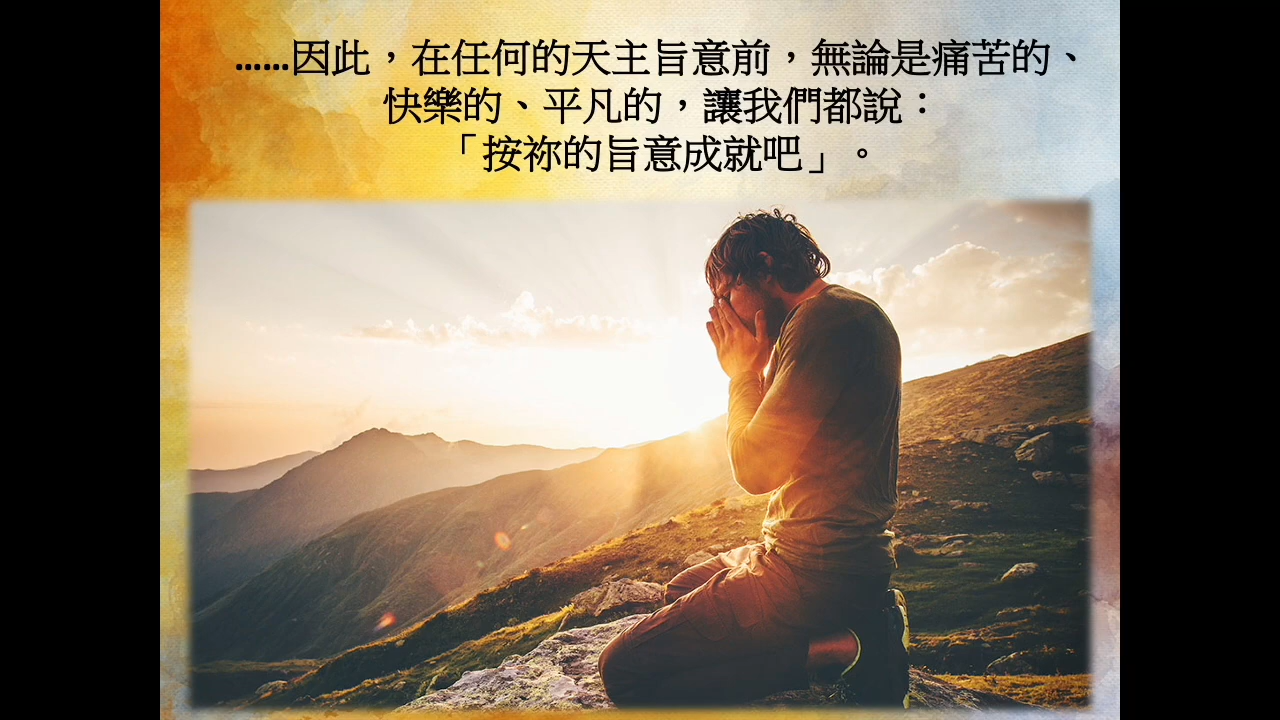 ……因此，在任何的天主旨意前，無論是痛苦的、
快樂的、平凡的，讓我們都說：
「按祢的旨意成就吧」。